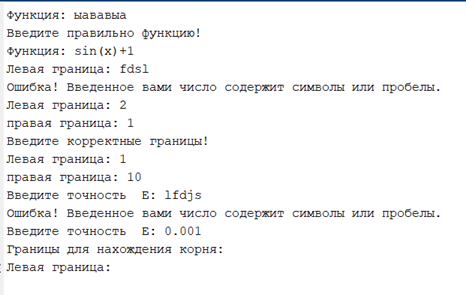 Функция: ыававыа
Введите правильно функцию!
Функция: sin(x)+1
Левая граница: fdsl
Ошибка! Введенное вами число содержит символы или пробелы.
Левая граница: 2
правая граница: 1
Введите корректные границы!
Левая граница: 1
правая граница: 10
Введите точность  E: lfdjs
Ошибка! Введенное вами число содержит символы или пробелы.
Введите точность  E: 0.001
Границы для нахождения корня:
Левая граница: